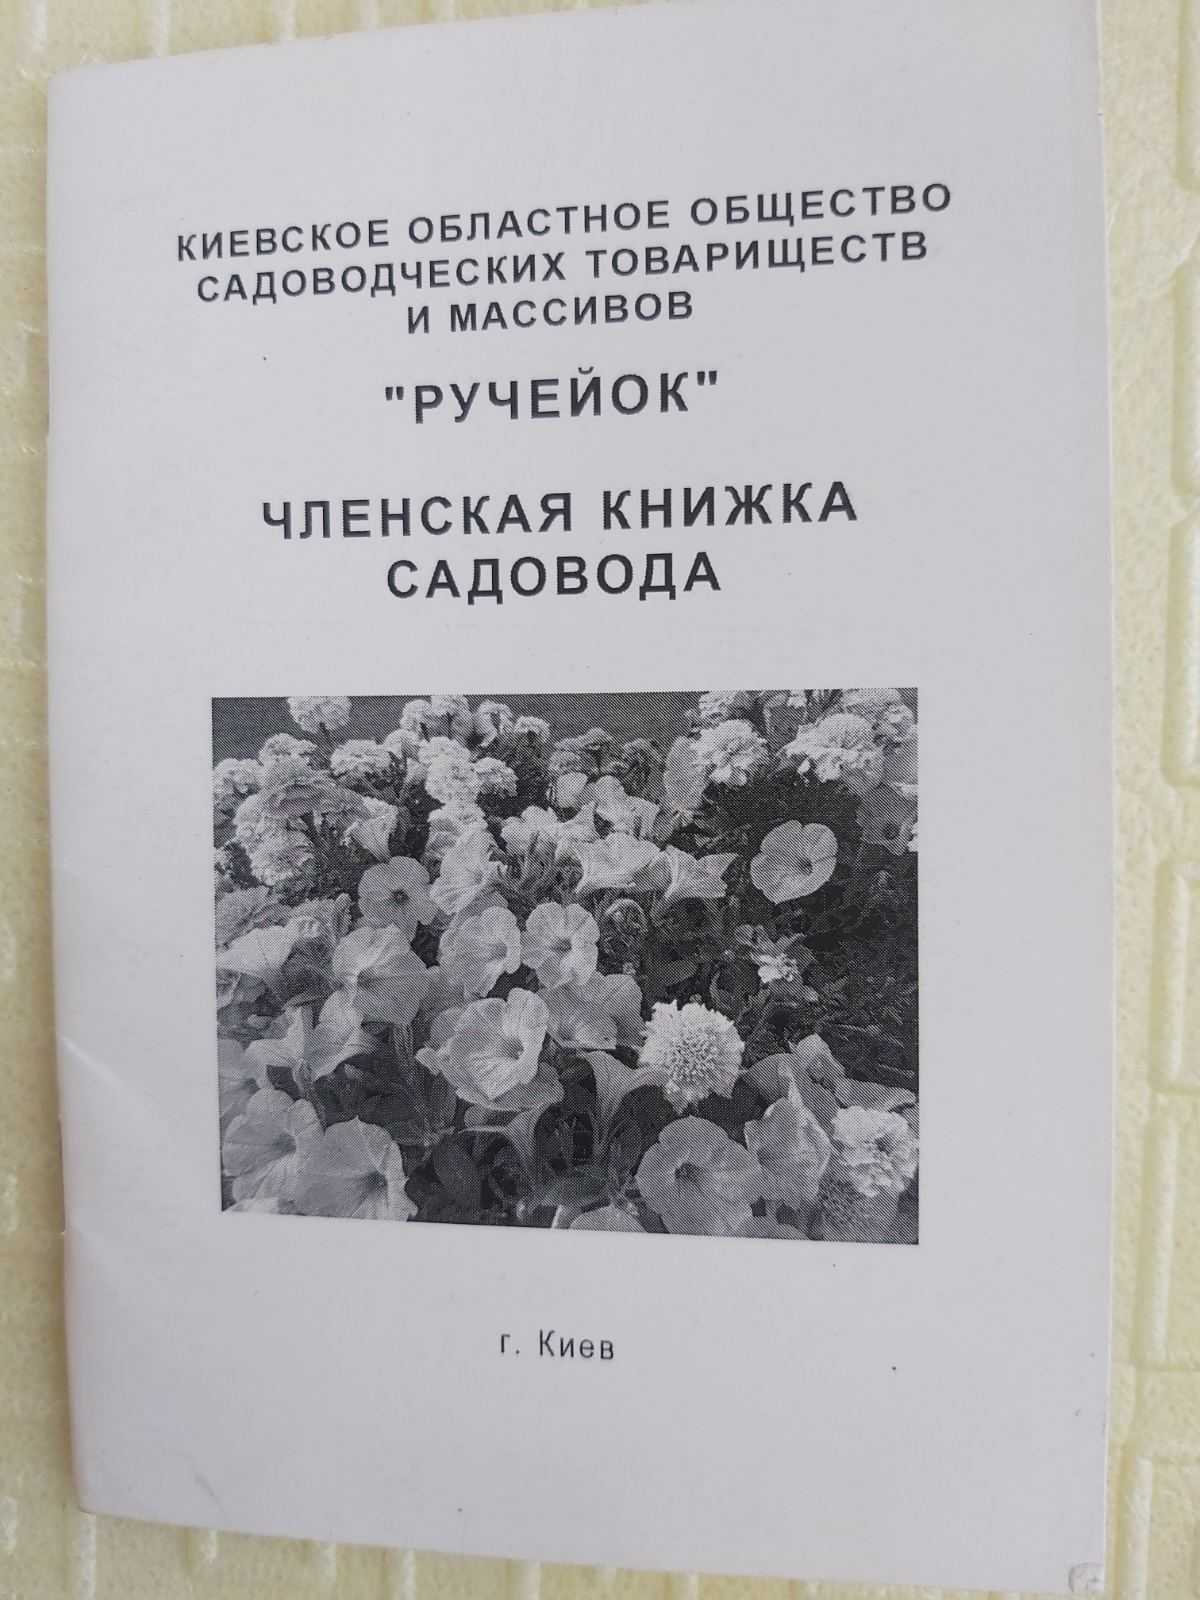 КИЕВСКОЕ ОБЛАСТНОЕ ОБЩЕСТВО
САДОВОДЧЕСКИХ ТОВАРИЩЕСТВ
И МАССИВОВ
"РУЧЕЙОК"
ЧЛЕНСКАЯ КНИЖКА
САДОВОДА
г. Киев